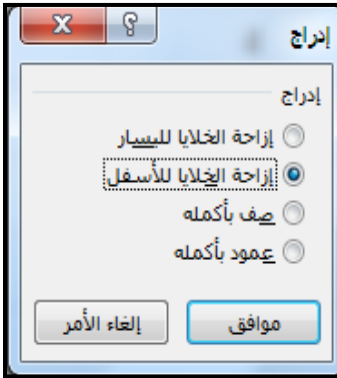 إدراج
إدراج
إزاحة الخلايا لليسار
إزاحة الخلايا للأسفل
صف بأكمله
عمود بأكمله
موافق
إلغاء الأمر